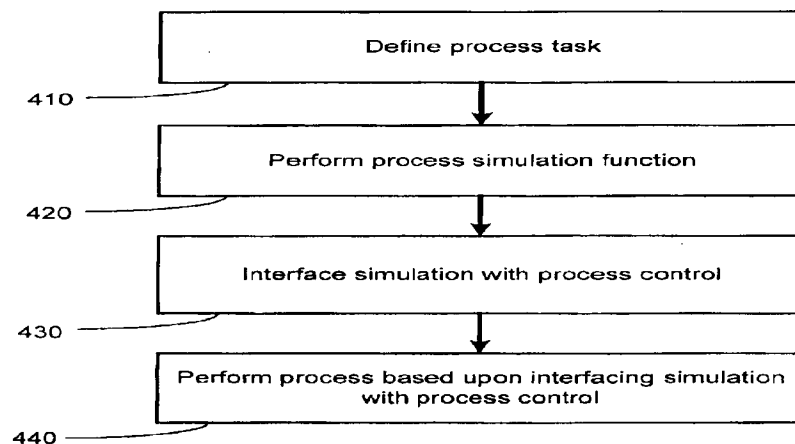 Define process task
410
Perform process simulation function
420
Interface simulation with process control
430
Perform process based upon interfacing simulation
with process control
440